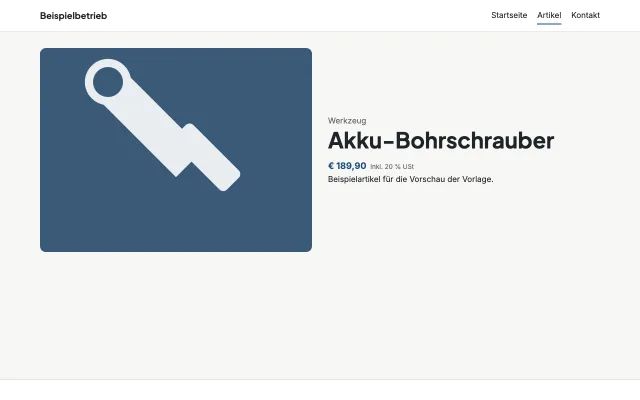 Beispielbetrieb
Startseite Artikel Kontakt
Werkzeug
Akku-Bohrschrauber
€ 189,90 inkl. 20 % USt
Beispielartikel für die Vorschau der Vorlage.